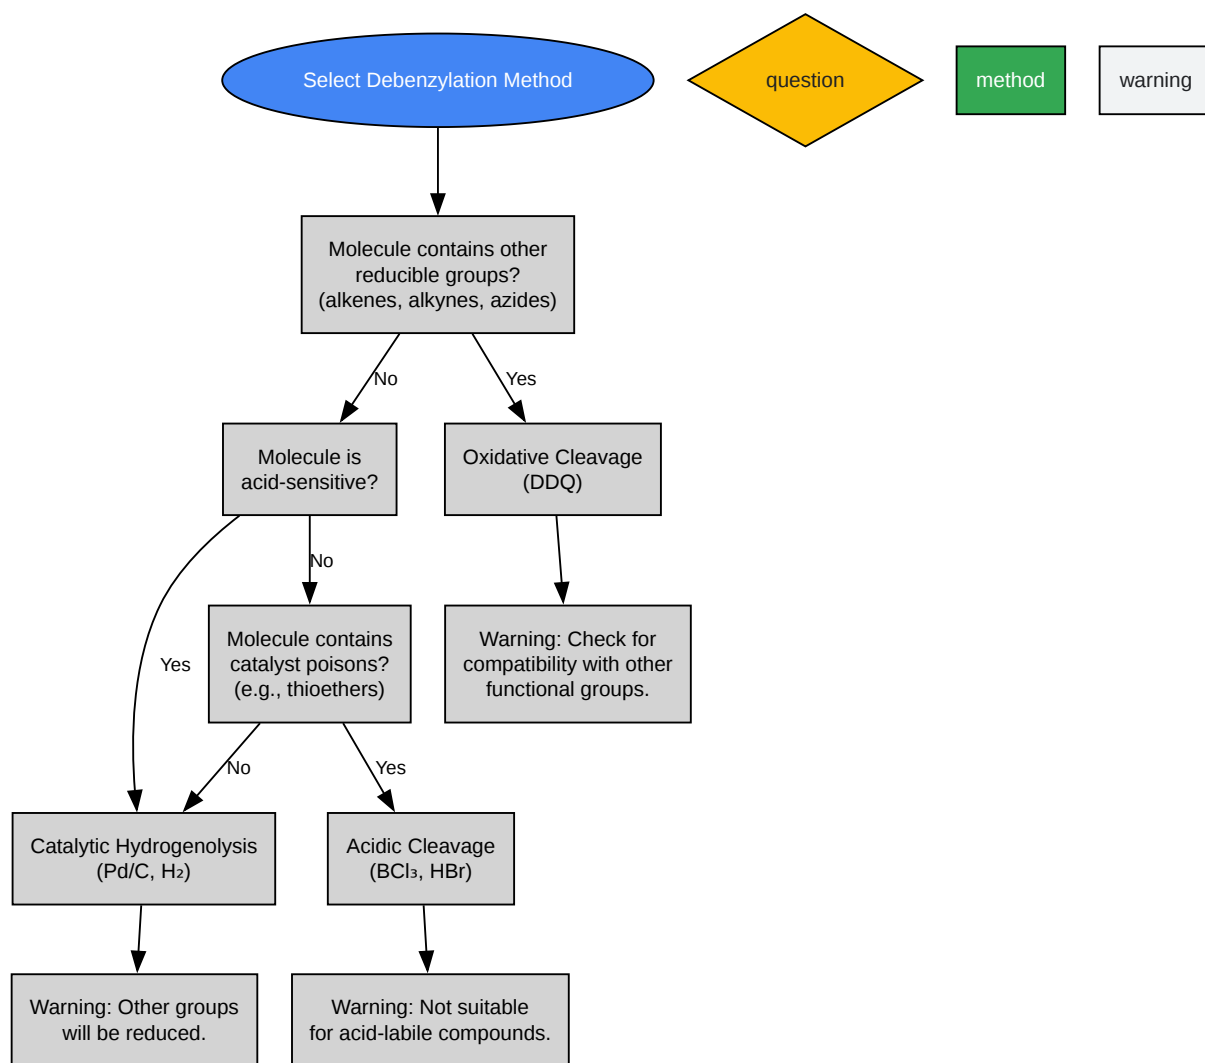 Select Debenzylation Method
question
method
warning
Molecule contains other
reducible groups?
(alkenes, alkynes, azides)
No
Yes
Molecule is
acid-sensitive?
Oxidative Cleavage
(DDQ)
No
Yes
Molecule contains
catalyst poisons?
(e.g., thioethers)
Warning: Check for
compatibility with other
functional groups.
No
Yes
Catalytic Hydrogenolysis
(Pd/C, H₂)
Acidic Cleavage
(BCl₃, HBr)
Warning: Other groups
will be reduced.
Warning: Not suitable
for acid-labile compounds.